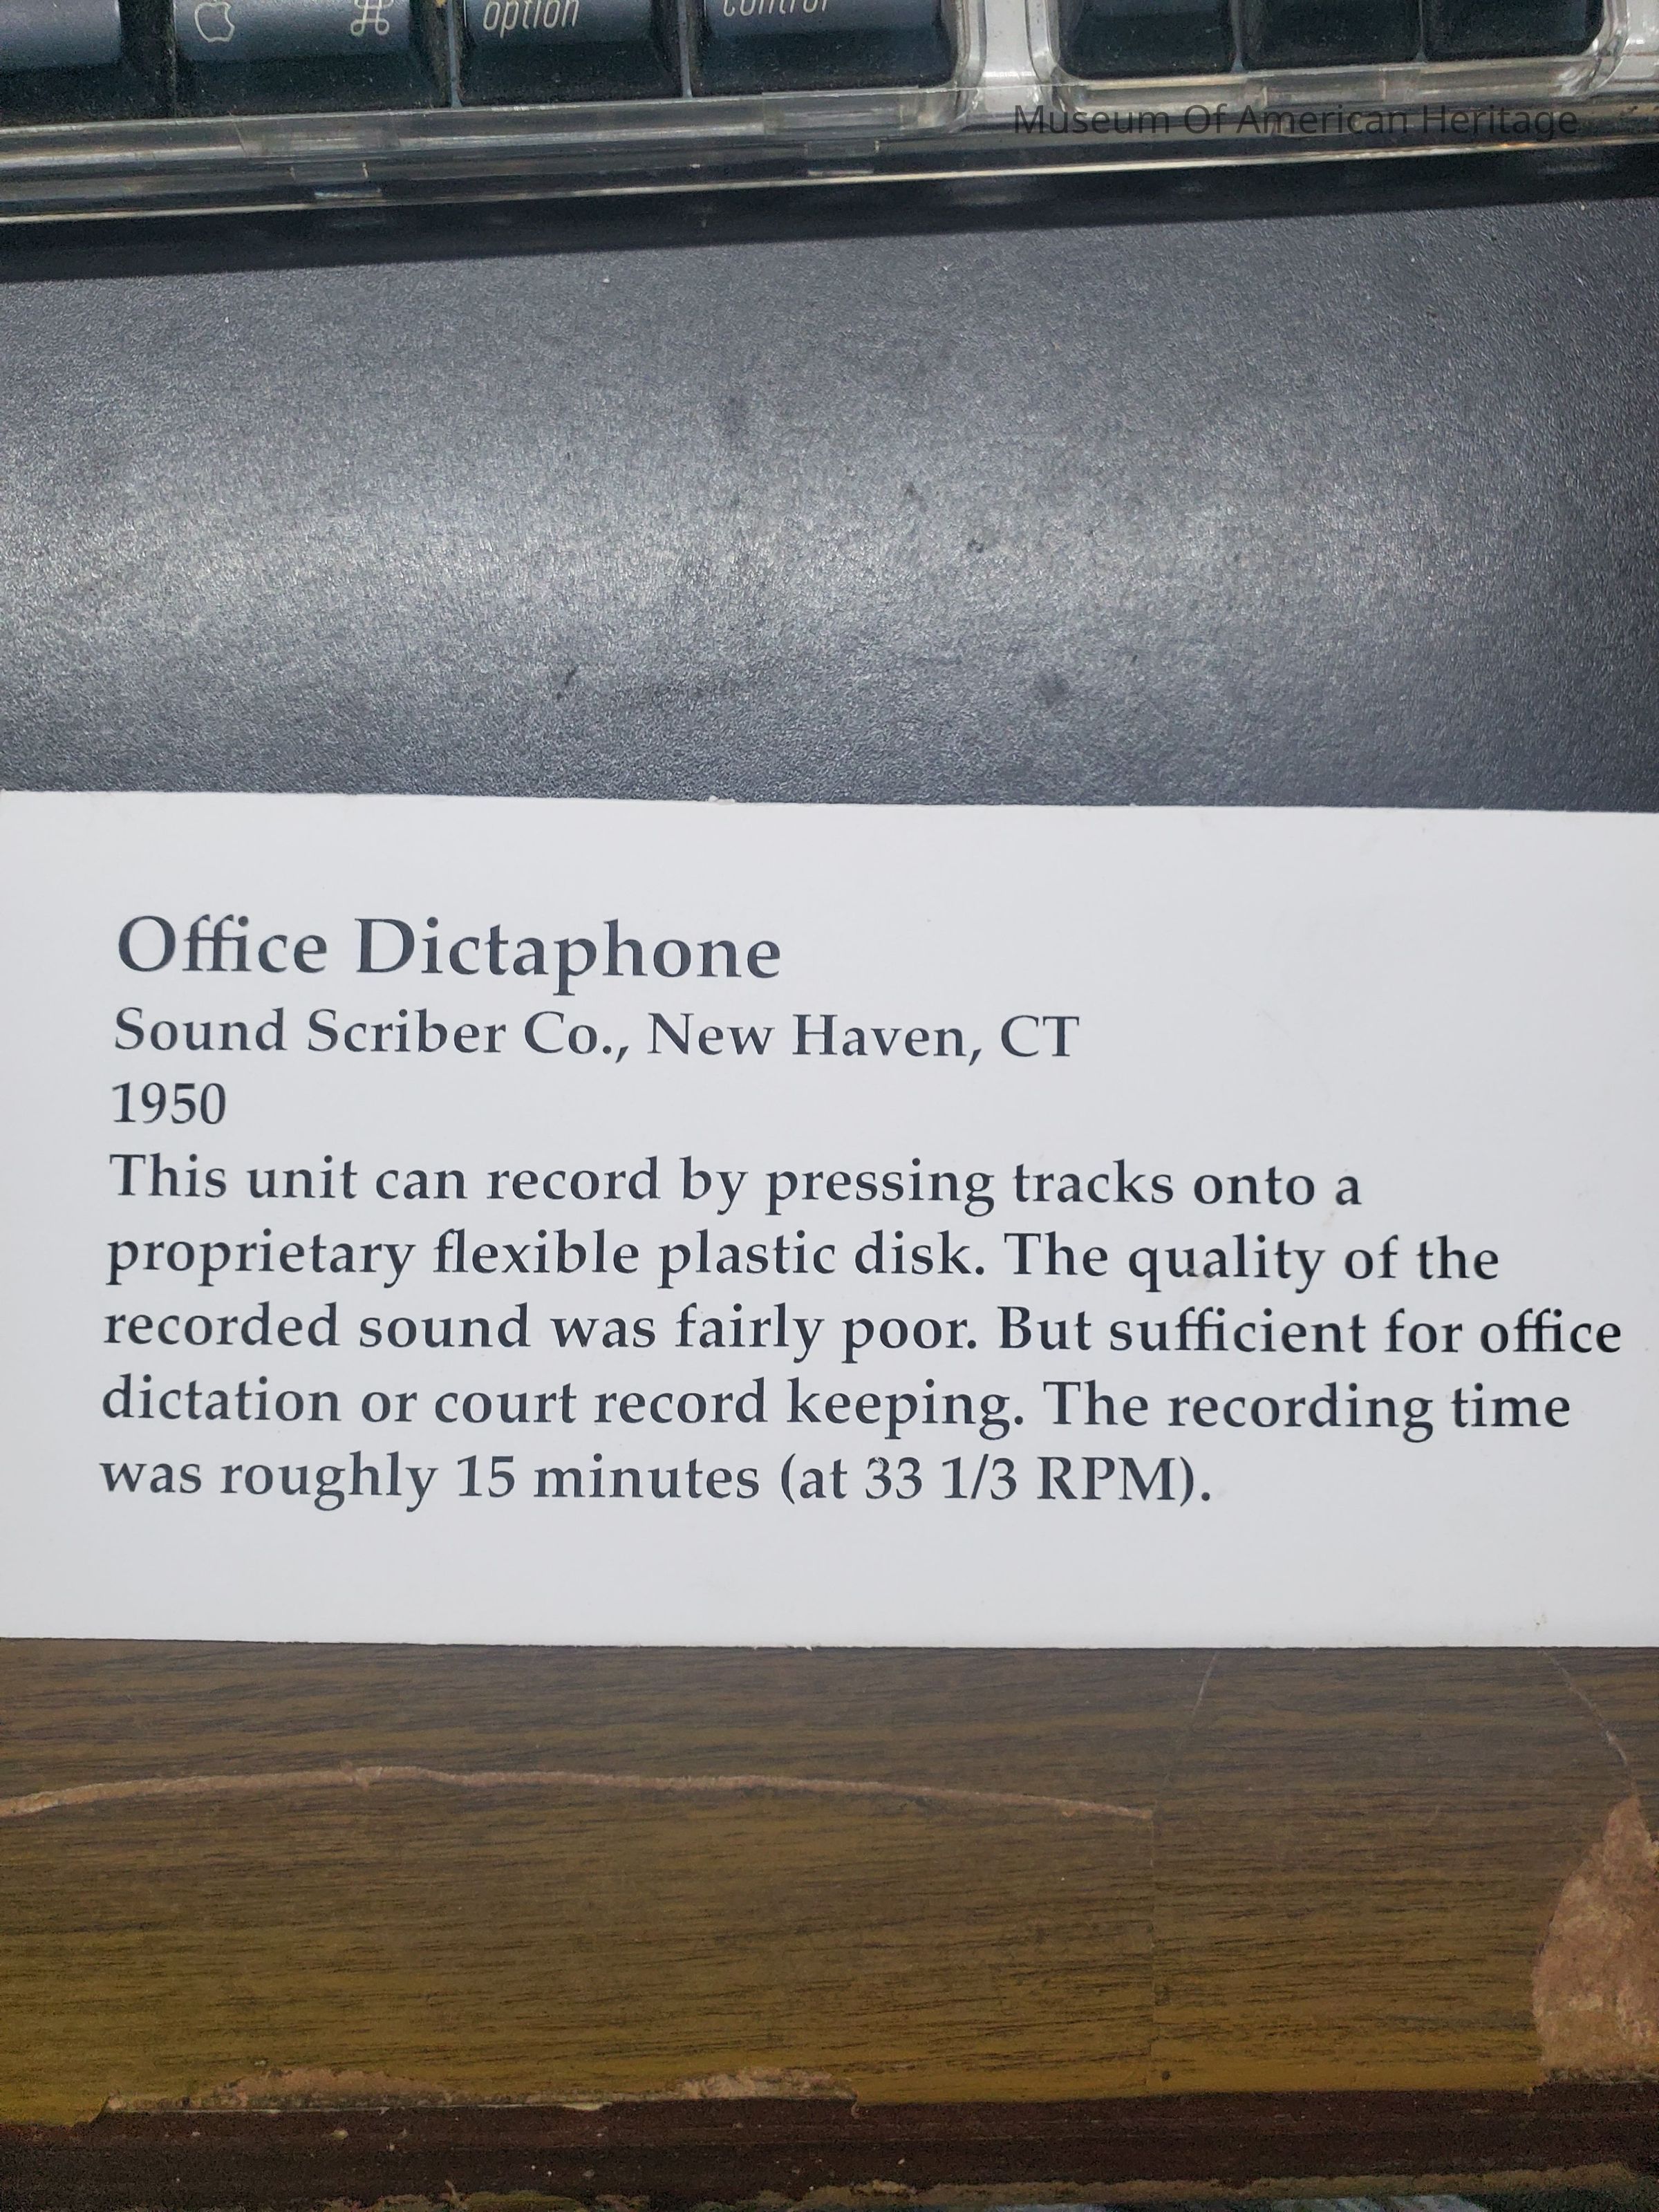 ⌘
option
control
Museum Of American Heritage
Office Dictaphone
Sound Scriber Co., New Haven, CT
1950
This unit can record by pressing tracks onto a
proprietary flexible plastic disk. The quality of the
recorded sound was fairly poor. But sufficient for office
dictation or court record keeping. The recording time
was roughly 15 minutes (at 33 1/3 RPM).